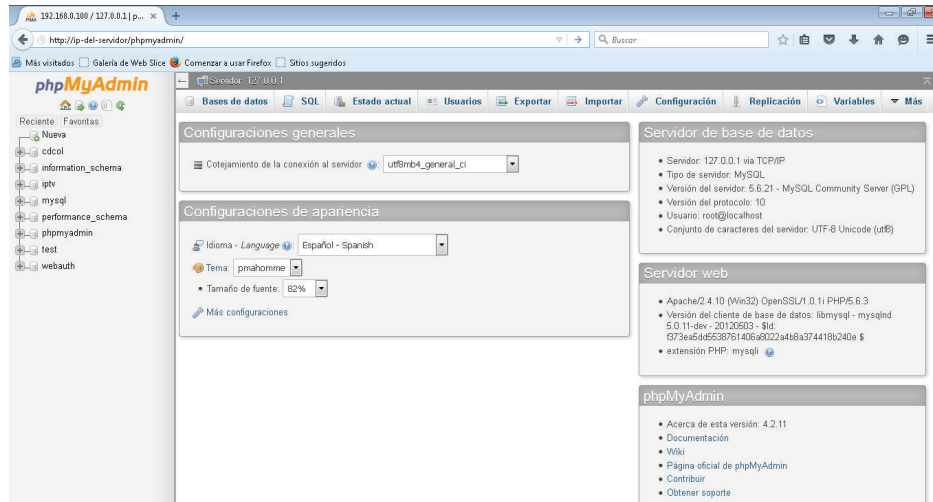 192.168.0.100 / 127.0.0.1 | p...
http://ip-del-servidor/phpmyadmin/
Buscar
Más visitados
Galería de Web Slice
Comenzar a usar Firefox
Sitios sugeridos
phpMyAdmin
Reciente Favoritas
Nueva
cdcol
information_schema
iptv
mysql
performance_schema
phpmyadmin
test
webauth
Servidor: 127.0.0.1
Bases de datos
SQL
Estado actual
Usuarios
Exportar
Importar
Configuración
Replicación
Variables
Más
Configuraciones generales
Cotejamiento de la conexión al servidor : utf8mb4_general_ci
Configuraciones de apariencia
Idioma - Language : Español - Spanish
Tema: pmahomme
• Tamaño de fuente: 82%
Más configuraciones
Servidor de base de datos
• Servidor: 127.0.0.1 via TCP/IP
• Tipo de servidor: MySQL
• Versión del servidor: 5.6.21 - MySQL Community Server (GPL)
• Versión del protocolo: 10
• Usuario: root@localhost
• Conjunto de caracteres del servidor: UTF-8 Unicode (utf8)
Servidor web
• Apache/2.4.10 (Win32) OpenSSL/1.0.1i PHP/5.6.3
• Versión del cliente de base de datos: libmysql - mysqlnd
5.0.11-dev - 20120503 - $Id:
f373ea5dd5538761406a8022a4b8a374418b240e $
• extensión PHP: mysqli
phpMyAdmin
• Acerca de esta versión: 4.2.11
• Documentación
• Wiki
• Página oficial de phpMyAdmin
• Contribuir
• Obtener soporte